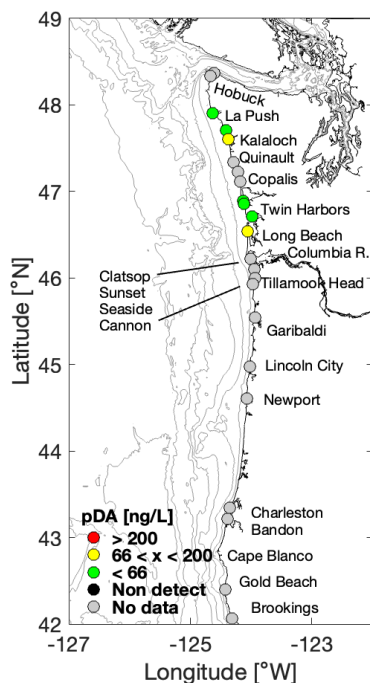 49
48
47
46
45
44
43
42
Latitude [°N]
Hobuck
La Push
Kalaloch
Quinault
Copalis
Twin Harbors
Long Beach
Columbia R.
Clatsop
Sunset
Seaside
Cannon
Tillamook Head
Garibaldi
Lincoln City
Newport
Charleston
Bandon
Cape Blanco
Gold Beach
Brookings
pDA [ng/L]
> 200
66 < x < 200
< 66
Non detect
No data
-127
-125
-123
Longitude [°W]